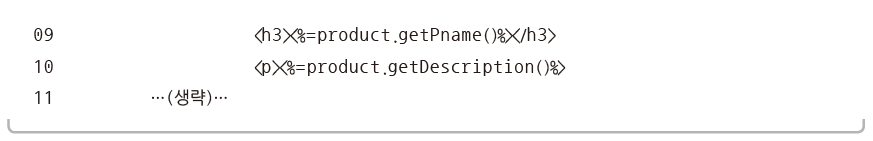 09 <h3><%=product.getPname()%></h3>
10 <p><%=product.getDescription()%>
11 …(생략)…